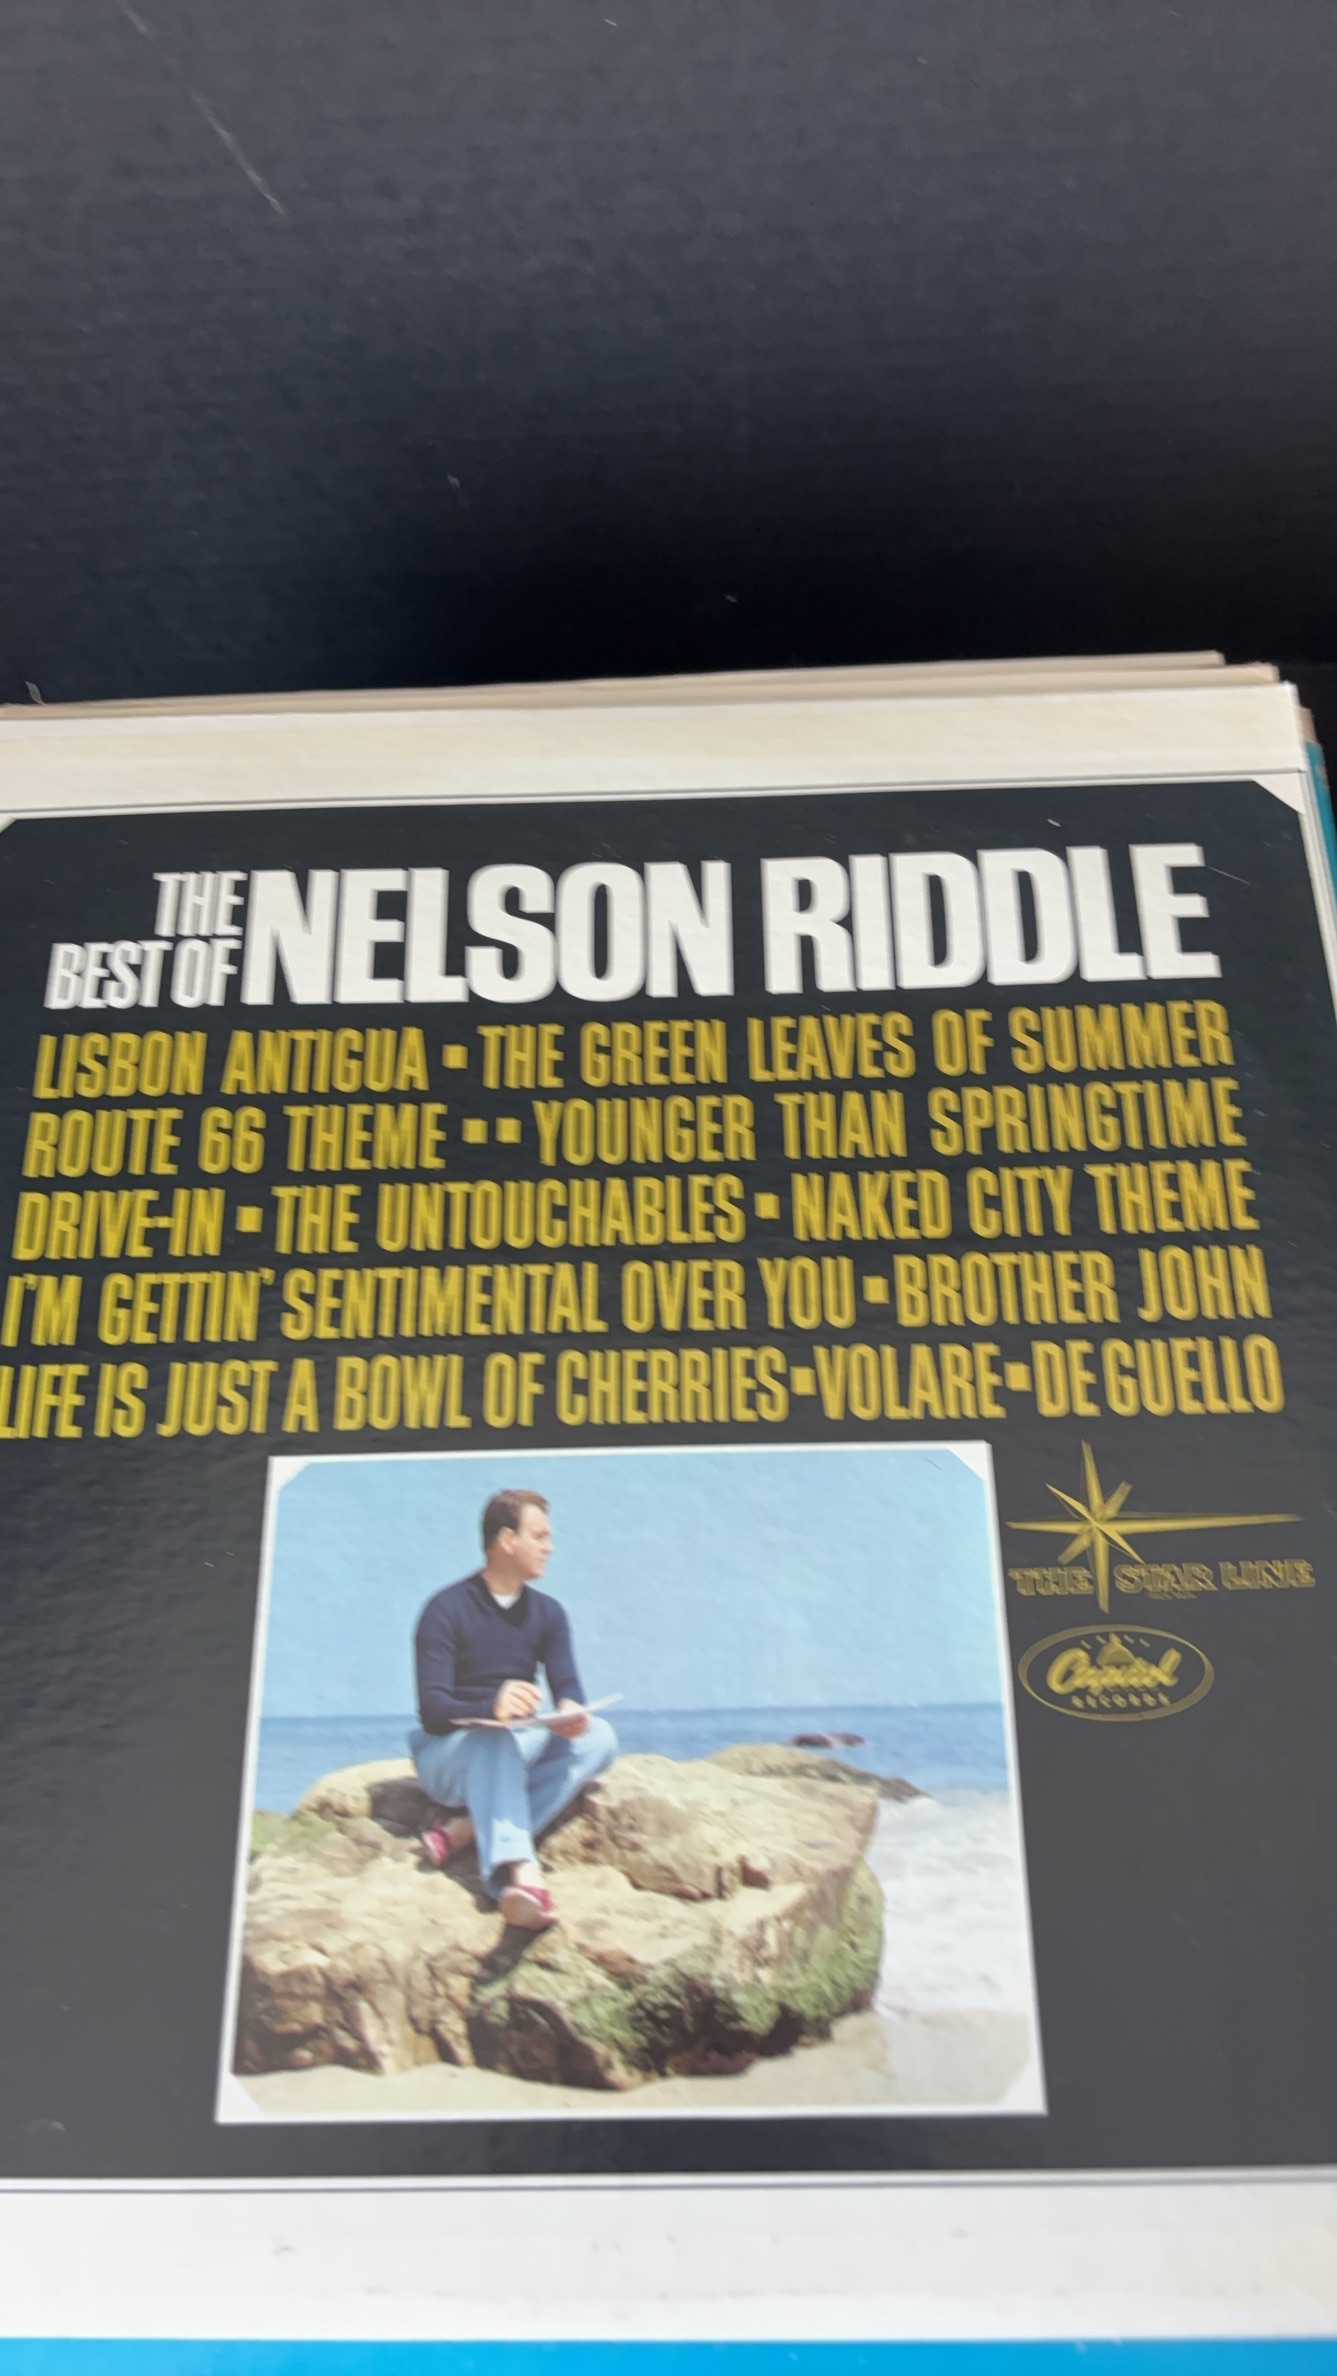 THE
BEST OF NELSON RIDDLE
LISBON ANTIGUA ▪ THE GREEN LEAVES OF SUMMER
ROUTE 66 THEME ▪▪ YOUNGER THAN SPRINGTIME
DRIVE-IN ▪ THE UNTOUCHABLES ▪ NAKED CITY THEME
I'M GETTIN' SENTIMENTAL OVER YOU ▪ BROTHER JOHN
LIFE IS JUST A BOWL OF CHERRIES ▪ VOLARE ▪ DE GUELLO
THE STAR LINE
Capitol
RECORDS